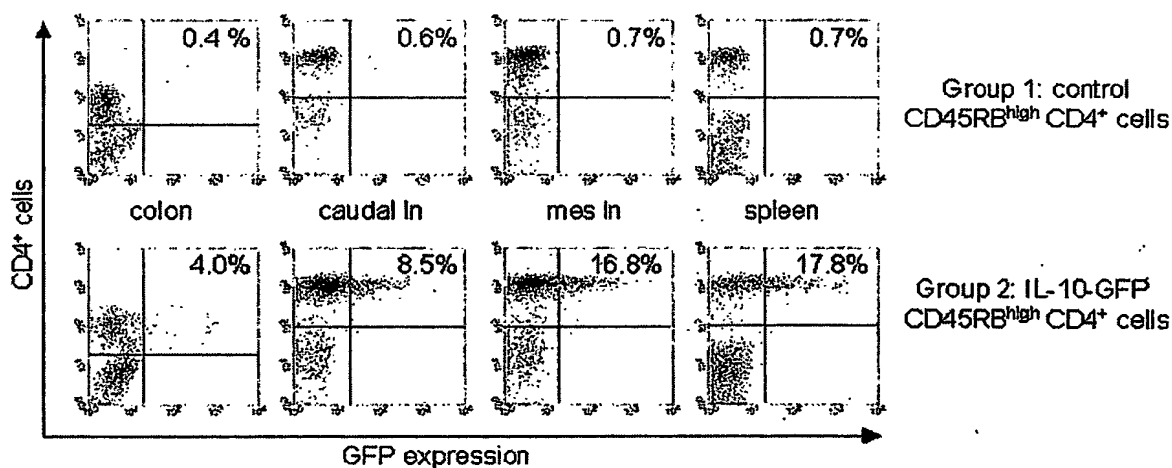 0.4 %
0.6%
0.7%
0.7%
Group 1: control
CD45RBhigh CD4+ cells
colon
caudal ln
mes ln
spleen
CD4+ cells
4.0%
8.5%
16.8%
17.8%
Group 2: IL-10-GFP
CD45RBhigh CD4+ cells
GFP expression